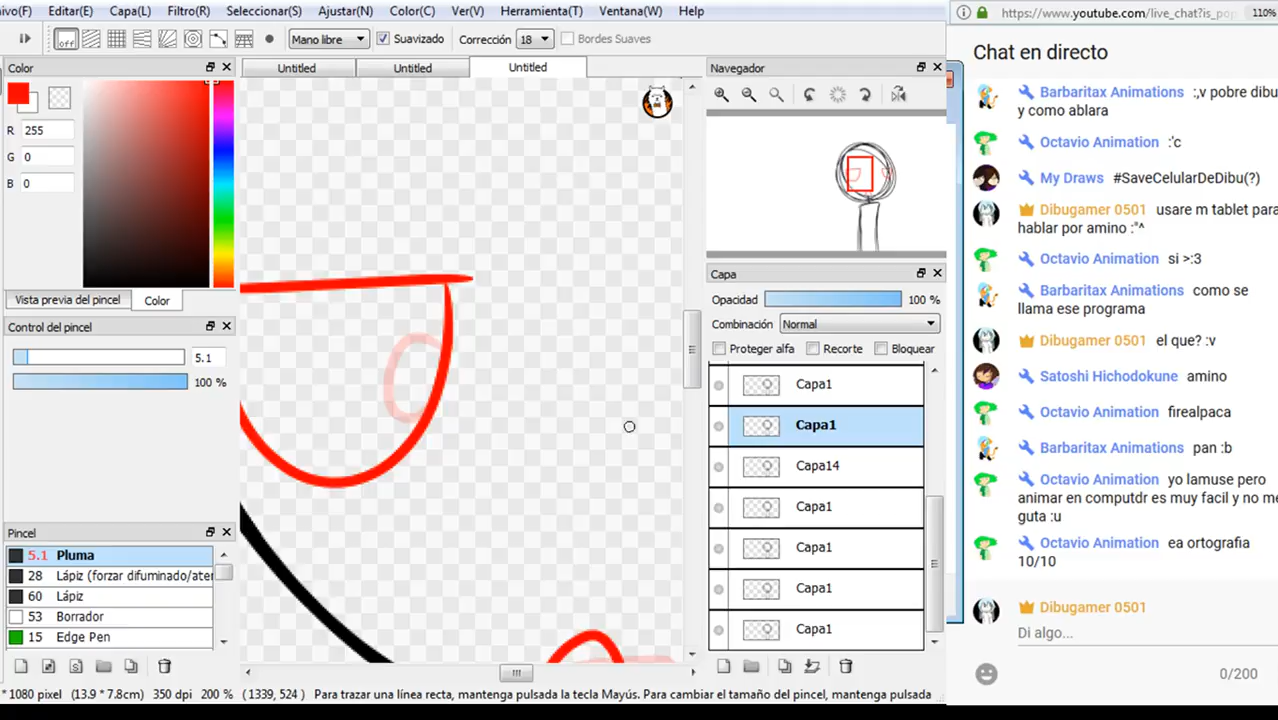 ivo(F) Editar(E) Capa(L) Filtro(R) Seleccionar(S) Ajustar(N) Color(C) Ver(V) Herramienta(T) Ventana(W) Help
off Mano libre Suavizado Corrección 18 Bordes Suaves
Color
R 255
G 0
B 0
Vista previa del pincel Color
Control del pincel
5.1
100 %
Pincel
5.1 Pluma
28 Lápiz (forzar difuminado/ater
60 Lápiz
53 Borrador
15 Edge Pen
Untitled Untitled Untitled
Navegador
Capa
Opacidad 100 %
Combinación Normal
Proteger alfa Recorte Bloquear
Capa1
Capa1
Capa14
Capa1
Capa1
Capa1
Capa1
* 1080 pixel (13.9 * 7.8cm) 350 dpi 200 % (1339, 524) Para trazar una línea recta, mantenga pulsada la tecla Mayús. Para cambiar el tamaño del pincel, mantenga pulsada
https://www.youtube.com/live_chat?is_pop 110%
Chat en directo
Barbaritax Animations :,v pobre dibu
y como ablara
Octavio Animation :'c
My Draws #SaveCelularDeDibu(?)
Dibugamer 0501 usare m tablet para
hablar por amino :"^
Octavio Animation si >:3
Barbaritax Animations como se
llama ese programa
Dibugamer 0501 el que? :v
Satoshi Hichodokune amino
Octavio Animation firealpaca
Barbaritax Animations pan :b
Octavio Animation yo lamuse pero
animar en computdr es muy facil y no me
guta :u
Octavio Animation ea ortografia
10/10
Dibugamer 0501
Di algo...
0/200